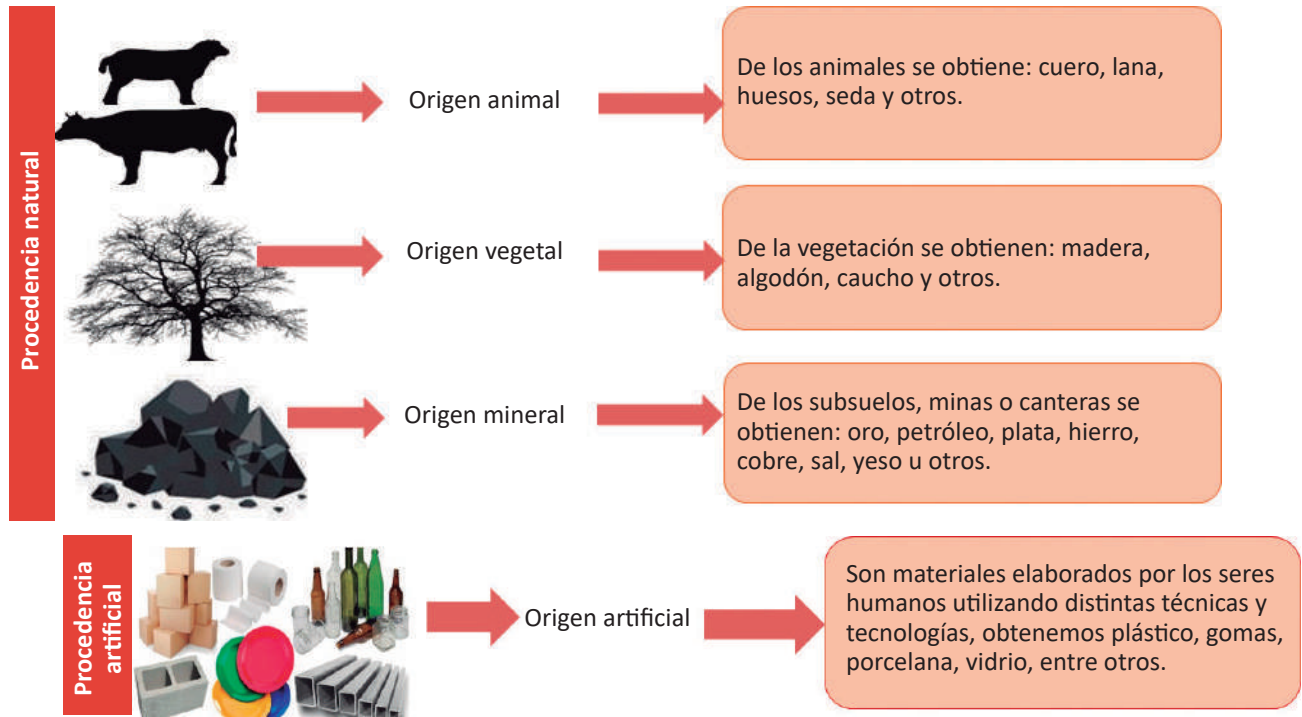 Procedencia natural
Origen animal
De los animales se obtiene: cuero, lana,
huesos, seda y otros.
Origen vegetal
De la vegetación se obtienen: madera,
algodón, caucho y otros.
Origen mineral
De los subsuelos, minas o canteras se
obtienen: oro, petróleo, plata, hierro,
cobre, sal, yeso u otros.
Procedencia
artificial
Origen artificial
Son materiales elaborados por los seres
humanos utilizando distintas técnicas y
tecnologías, obtenemos plástico, gomas,
porcelana, vidrio, entre otros.